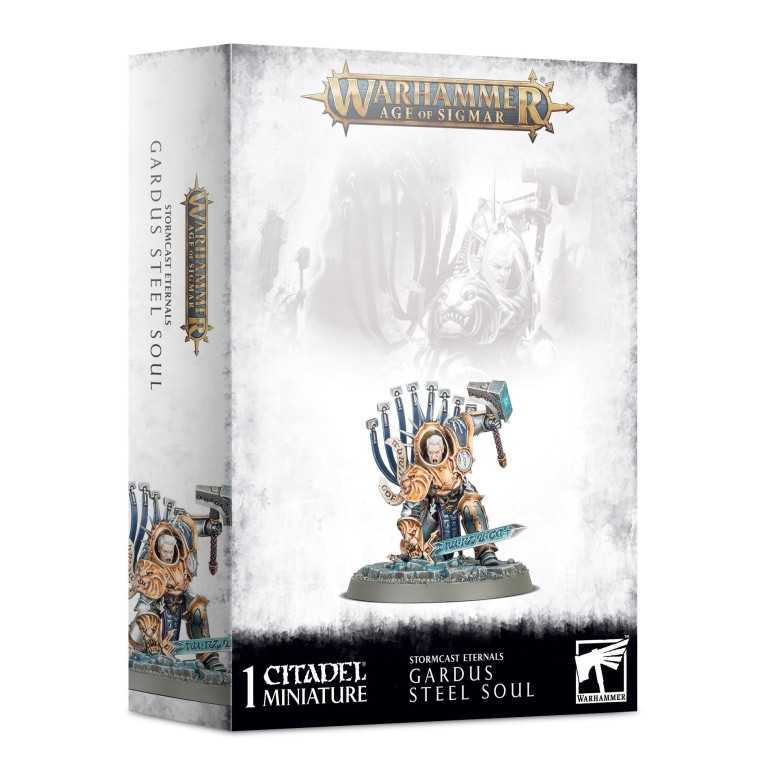 WARHAMMER
AGE OF SIGMAR
STORMCAST ETERNALS
GARDUS STEEL SOUL
WARHAMMER
AGE OF SIGMAR
1 CITADEL
MINIATURE
STORMCAST ETERNALS
GARDUS
STEEL SOUL
WARHAMMER